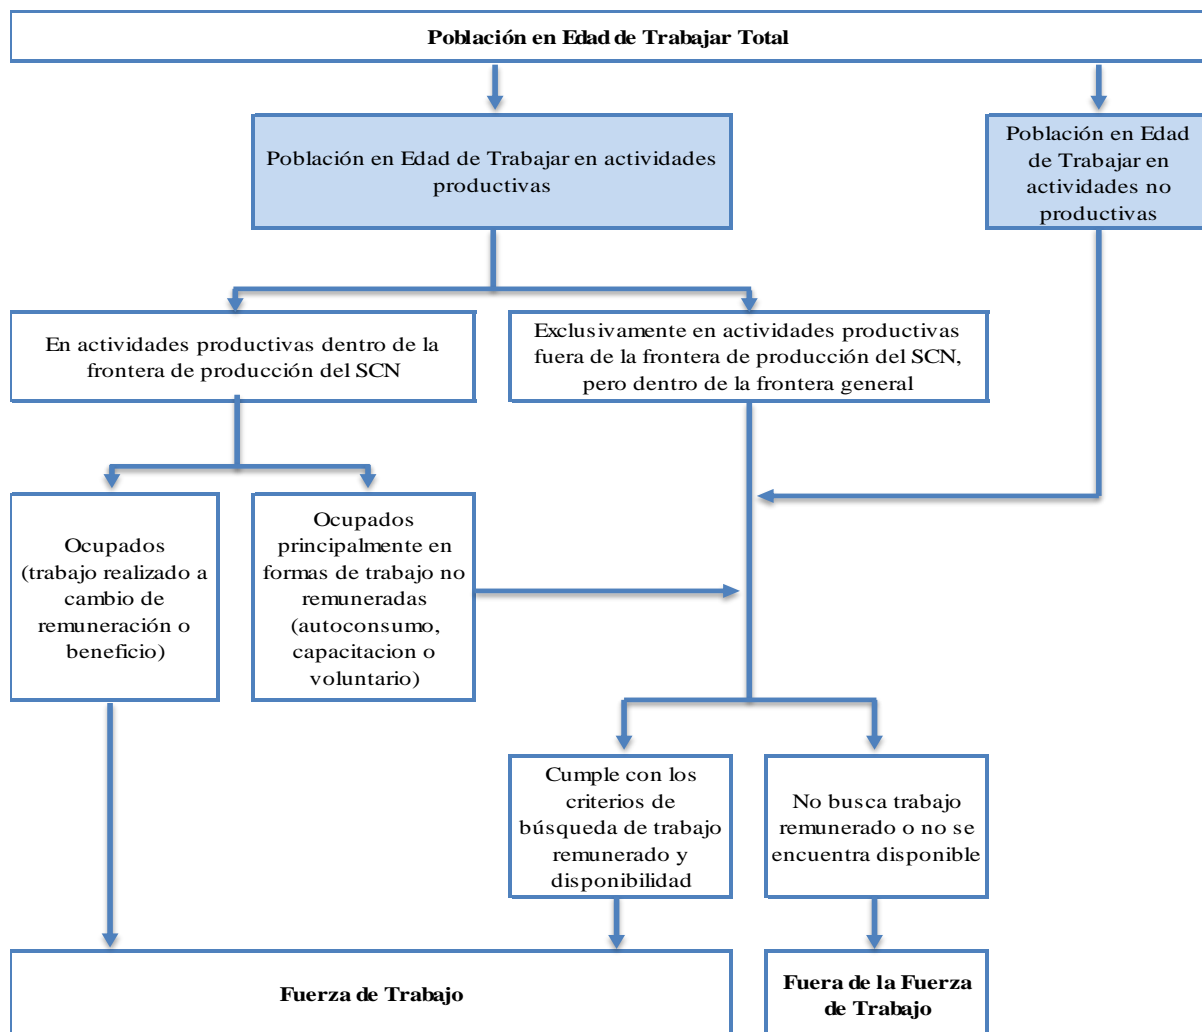 Población en Edad de Trabajar Total
Población en Edad de Trabajar en actividades
productivas
Población en Edad
de Trabajar en
actividades no
productivas
En actividades productivas dentro de la
frontera de producción del SCN
Exclusivamente en actividades productivas
fuera de la frontera de producción del SCN,
pero dentro de la frontera general
Ocupados
(trabajo realizado a
cambio de
remuneración o
beneficio)
Ocupados
principalmente en
formas de trabajo no
remuneradas
(autoconsumo,
capacitacion o
voluntario)
Cumple con los
criterios de
búsqueda de trabajo
remunerado y
disponibilidad
No busca trabajo
remunerado o no se
encuentra disponible
Fuerza de Trabajo
Fuera de la Fuerza
de Trabajo